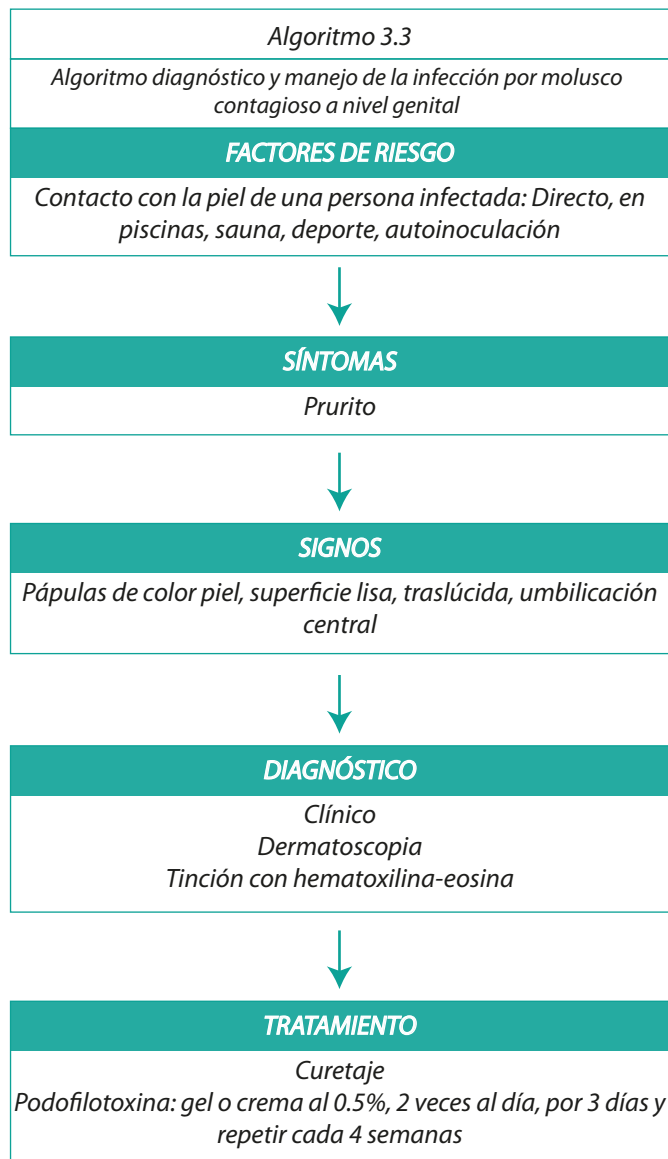 Algoritmo 3.3
Algoritmo diagnóstico y manejo de la infección por molusco
contagioso a nivel genital
FACTORES DE RIESGO
Contacto con la piel de una persona infectada: Directo, en
piscinas, sauna, deporte, autoinoculación
SÍNTOMAS
Prurito
SIGNOS
Pápulas de color piel, superficie lisa, traslúcida, umbilicación
central
DIAGNÓSTICO
Clínico
Dermatoscopia
Tinción con hematoxilina-eosina
TRATAMIENTO
Curetaje
Podofilotoxina: gel o crema al 0.5%, 2 veces al día, por 3 días y
repetir cada 4 semanas